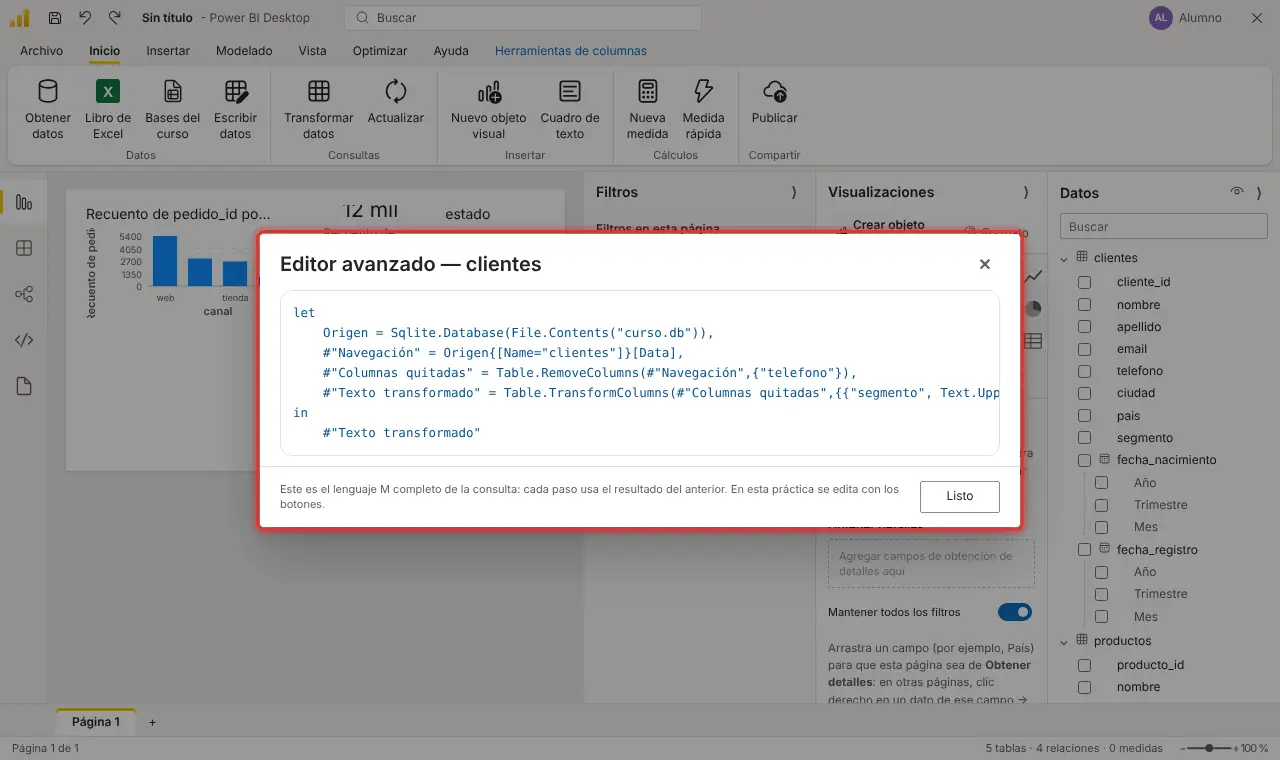 Sin título - Power BI Desktop
Buscar
AL Alumno
Archivo Inicio Insertar Modelado Vista Optimizar Ayuda Herramientas de columnas
Obtener datos
Libro de Excel
Bases del curso
Escribir datos
Datos
Transformar datos
Actualizar
Consultas
Nuevo objeto visual
Cuadro de texto
Insertar
Nueva medida
Medida rápida
Cálculos
Publicar
Compartir
Recuento de pedido_id po...
5400
4050
2700
1350
0
web
tienda
canal
12 mil
estado
Filtros
Filtros en esta página
Visualizaciones
Crear objeto
Editor avanzado — clientes
let
Origen = Sqlite.Database(File.Contents("curso.db")),
#"Navegación" = Origen{[Name="clientes"]}[Data],
#"Columnas quitadas" = Table.RemoveColumns(#"Navegación",{"telefono"}),
#"Texto transformado" = Table.TransformColumns(#"Columnas quitadas",{{"segmento", Text.Upp
in
#"Texto transformado"
Este es el lenguaje M completo de la consulta: cada paso usa el resultado del anterior. En esta práctica se edita con los
botones.
Listo
Agregar campos de obtención de
detalles aquí
Mantener todos los filtros
Arrastra un campo (por ejemplo, País)
para que esta página sea de Obtener
detalles: en otras páginas, clic
derecho en un dato de ese campo →
Datos
Buscar
clientes
cliente_id
nombre
apellido
email
telefono
ciudad
pais
segmento
fecha_nacimiento
Año
Trimestre
Mes
fecha_registro
Año
Trimestre
Mes
productos
producto_id
nombre
Página 1 +
Página 1 de 1
5 tablas · 4 relaciones · 0 medidas
- + 100 %